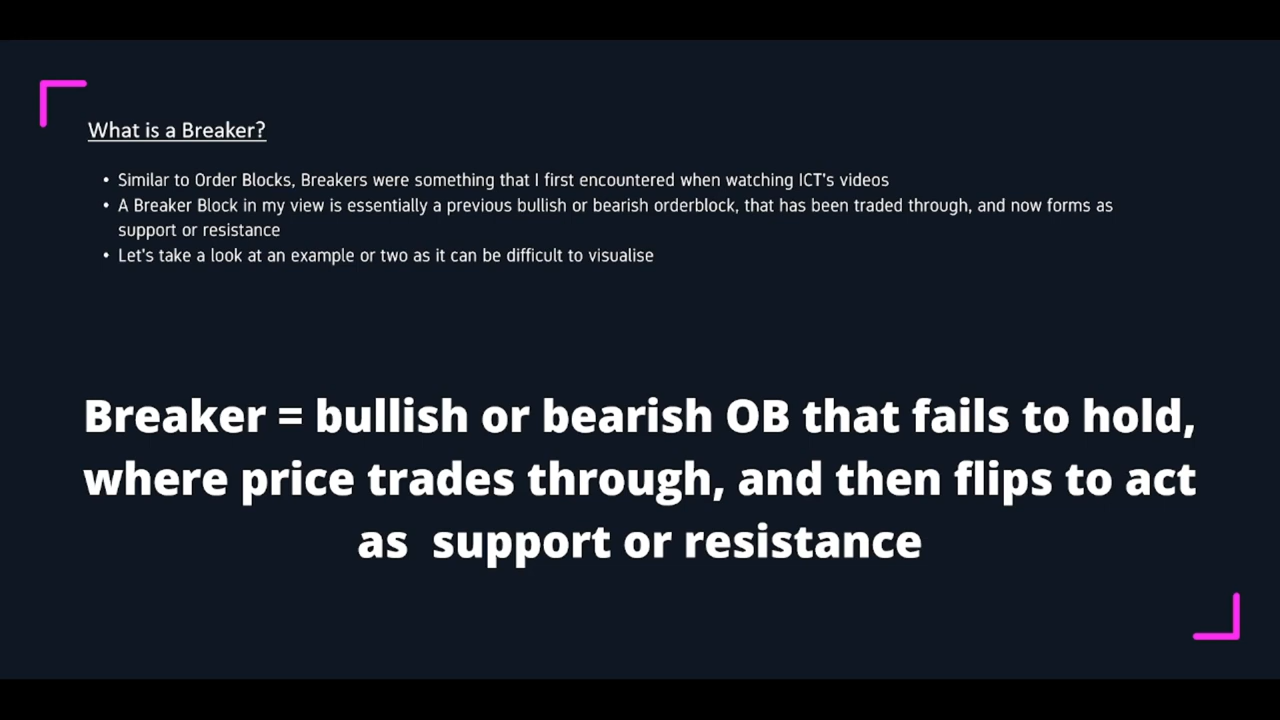 What is a Breaker?
• Similar to Order Blocks, Breakers were something that I first encountered when watching ICT's videos
• A Breaker Block in my view is essentially a previous bullish or bearish orderblock, that has been traded through, and now forms as
support or resistance
• Let's take a look at an example or two as it can be difficult to visualise
Breaker = bullish or bearish OB that fails to hold,
where price trades through, and then flips to act
as  support or resistance